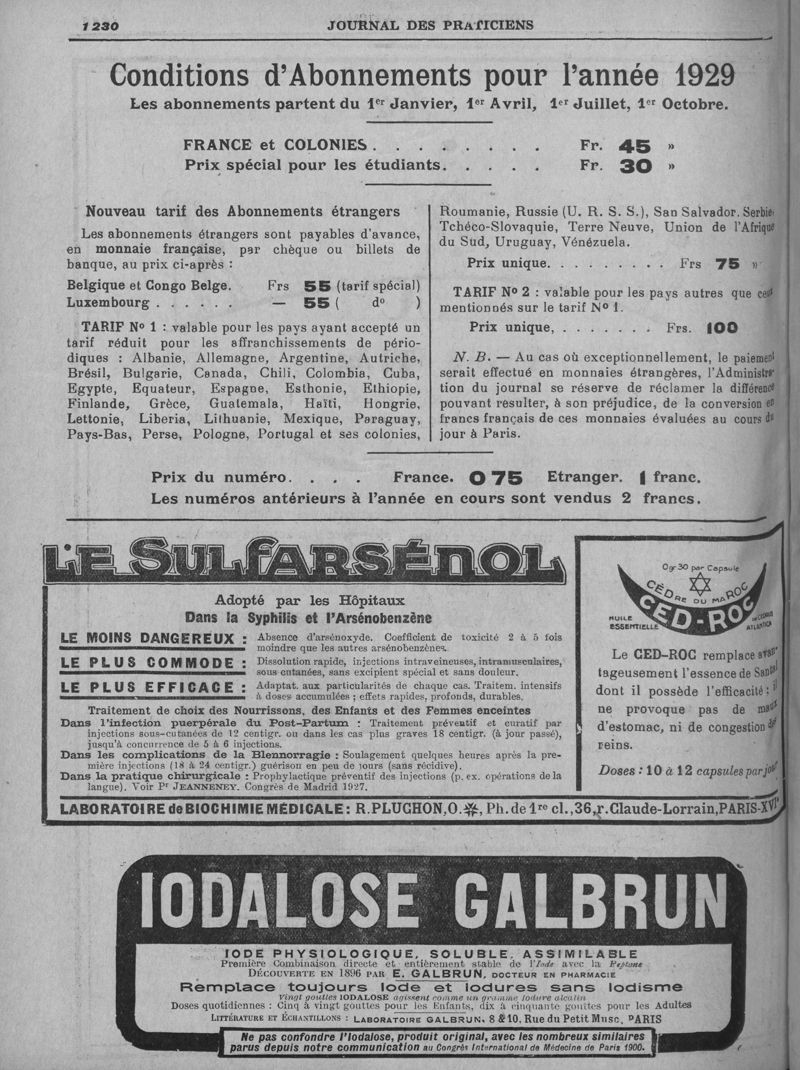 1230
JOURNAL DES PRATICIENS
Conditions d'Abonnements pour l'année 1929
Les abonnements partent du 1er Janvier, 1er Avril, 1er Juillet, 1er Octobre.
FRANCE et COLONIES . . . . . . . . Fr. 45 »
Prix spécial pour les étudiants. . . . . Fr. 30 »
Nouveau tarif des Abonnements étrangers
Les abonnements étrangers sont payables d'avance,
en monnaie française, par chèque ou billets de
banque, au prix ci-après :
Belgique et Congo Belge. Frs 55 (tarif spécial)
Luxembourg . . . . . . — 55 ( do )
TARIF No 1 : valable pour les pays ayant accepté un
tarif réduit pour les affranchissements de pério-
diques : Albanie, Allemagne, Argentine, Autriche,
Brésil, Bulgarie, Canada, Chili, Colombia, Cuba,
Egypte, Equateur, Espagne, Esthonie, Ethiopie,
Finlande, Grèce, Guatemala, Haïti, Hongrie,
Lettonie, Liberia, Lithuanie, Mexique, Paraguay,
Pays-Bas, Perse, Pologne, Portugal et ses colonies,
Roumanie, Russie (U. R. S. S.), San Salvador. Serbie
Tchéco-Slovaquie, Terre Neuve, Union de l'Afrique
du Sud, Uruguay, Vénézuela.
Prix unique. . . . . . . . . Frs 75 »
TARIF No 2 : valable pour les pays autres que ceux
mentionnés sur le tarif No 1.
Prix unique, . . . . . . . Frs. 100
N. B. — Au cas où exceptionnellement, le paiement
serait effectué en monnaies étrangères, l'Administra-
tion du journal se réserve de réclamer la différence
pouvant resulter, à son préjudice, de la conversion en
francs français de ces monnaies évaluées au cours du
jour à Paris.
Prix du numéro. . . . France. 0 75 Etranger. 1 franc.
Les numéros antérieurs à l'année en cours sont vendus 2 francs.
LE SULFARSÉNOL
Adopté par les Hôpitaux
Dans la Syphilis et l'Arsénobenzène
LE MOINS DANGEREUX : Absence d'arsénoxyde. Coefficient de toxicité 2 à 5 fois
moindre que les autres arsénobenzènes.
LE PLUS COMMODE : Dissolution rapide, injections intraveineuses, intramusculaires,
sous-cutanées, sans excipient spécial et sans douleur.
LE PLUS EFFICACE : Adaptat. aux particularités de chaque cas. Traitem. intensifs
à doses accumulées ; effets rapides, profonds, durables.
Traitement de choix des Nourrissons, des Enfants et des Femmes enceintes
Dans l'infection puerpérale du Post-Partum : Traitement préventif et curatif par
injections sous-cutanées de 12 centigr. ou dans les cas plus graves 18 centigr. (à jour passé),
jusqu'à concurrence de 5 à 6 injections.
Dans les complications de la Blennorragie : Soulagement quelques heures après la pre-
mière injections (18 à 24 centigr.) guérison en peu de jours (sans récidive).
Dans la pratique chirurgicale : Prophylactique préventif des injections (p. ex. opérations de la
langue). Voir Pr JEANNENEY. Congrès de Madrid 1927.
0gr30 par Capsule
CÈDRE DU MAROC
CED-ROC
HUILE
ESSENTIELLE
ATLANTICA
Le CED-ROC remplace avan-
tageusement l'essence de Santal
dont il possède l'efficacité : il
ne provoque pas de maux
d'estomac, ni de congestion des
reins.
Doses : 10 à 12 capsules par jour
LABORATOIRE de BIOCHIMIE MÉDICALE : R. PLUCHON, O.✻, Ph. de 1re cl., 36, r. Claude-Lorrain, PARIS-XVIe
IODALOSE GALBRUN
IODE PHYSIOLOGIQUE, SOLUBLE, ASSIMILABLE
Première Combinaison directe et entièrement stable de l'Iode avec la Peptone
DÉCOUVERTE EN 1896 PAR E. GALBRUN, DOCTEUR EN PHARMACIE
Remplace toujours Iode et Iodures sans Iodisme
Vingt gouttes IODALOSE agissent comme un gramme Iodure alcalin
Doses quotidiennes : Cinq à vingt gouttes pour les Enfants, dix à cinquante gouttes pour les Adultes
LITTÉRATURE ET ÉCHANTILLONS : LABORATOIRE GALBRUN. 8 & 10, Rue du Petit Musc, PARIS
Ne pas confondre l'Iodalose, produit original, avec les nombreux similaires
parus depuis notre communication au Congrès International de Médecine de Paris 1900.